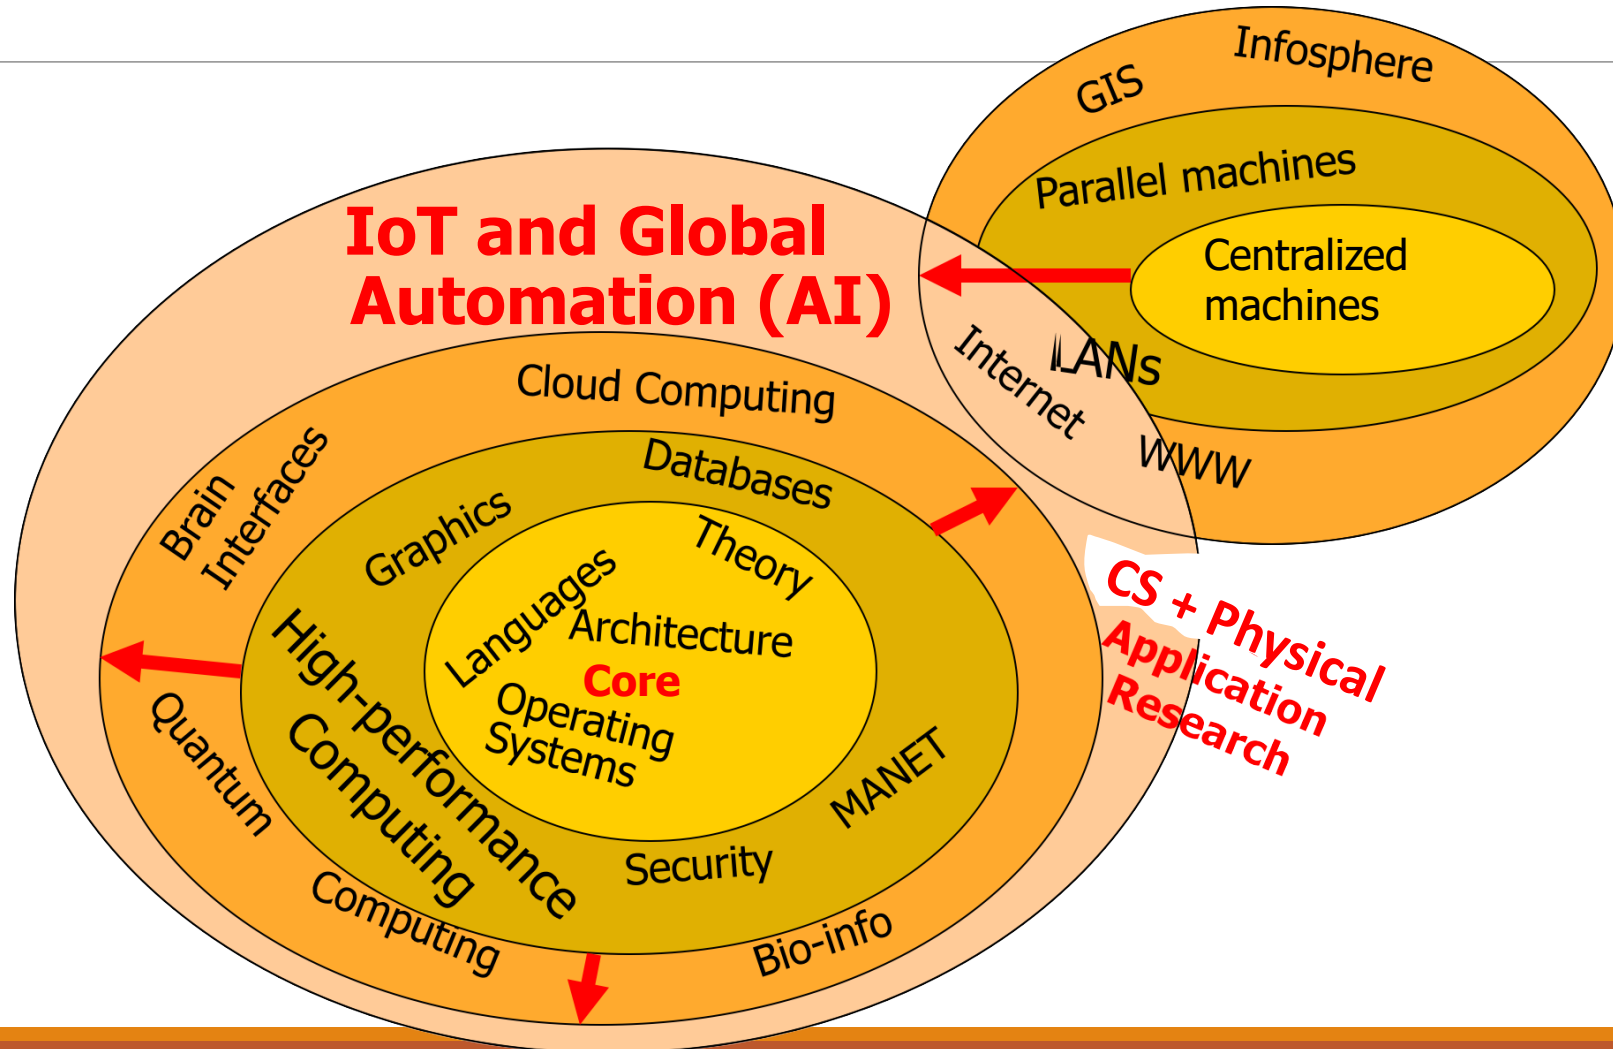 Infosphere
GIS
Parallel machines
Centralized
machines
LANs
Internet
WWW
IoT and Global
Automation (AI)
Cloud Computing
Brain
Interfaces
Databases
Graphics
Theory
Languages
Architecture
Core
Operating
Systems
High-performance
Computing
MANET
Security
Quantum
Computing
Bio-info
CS + Physical
Application
Research